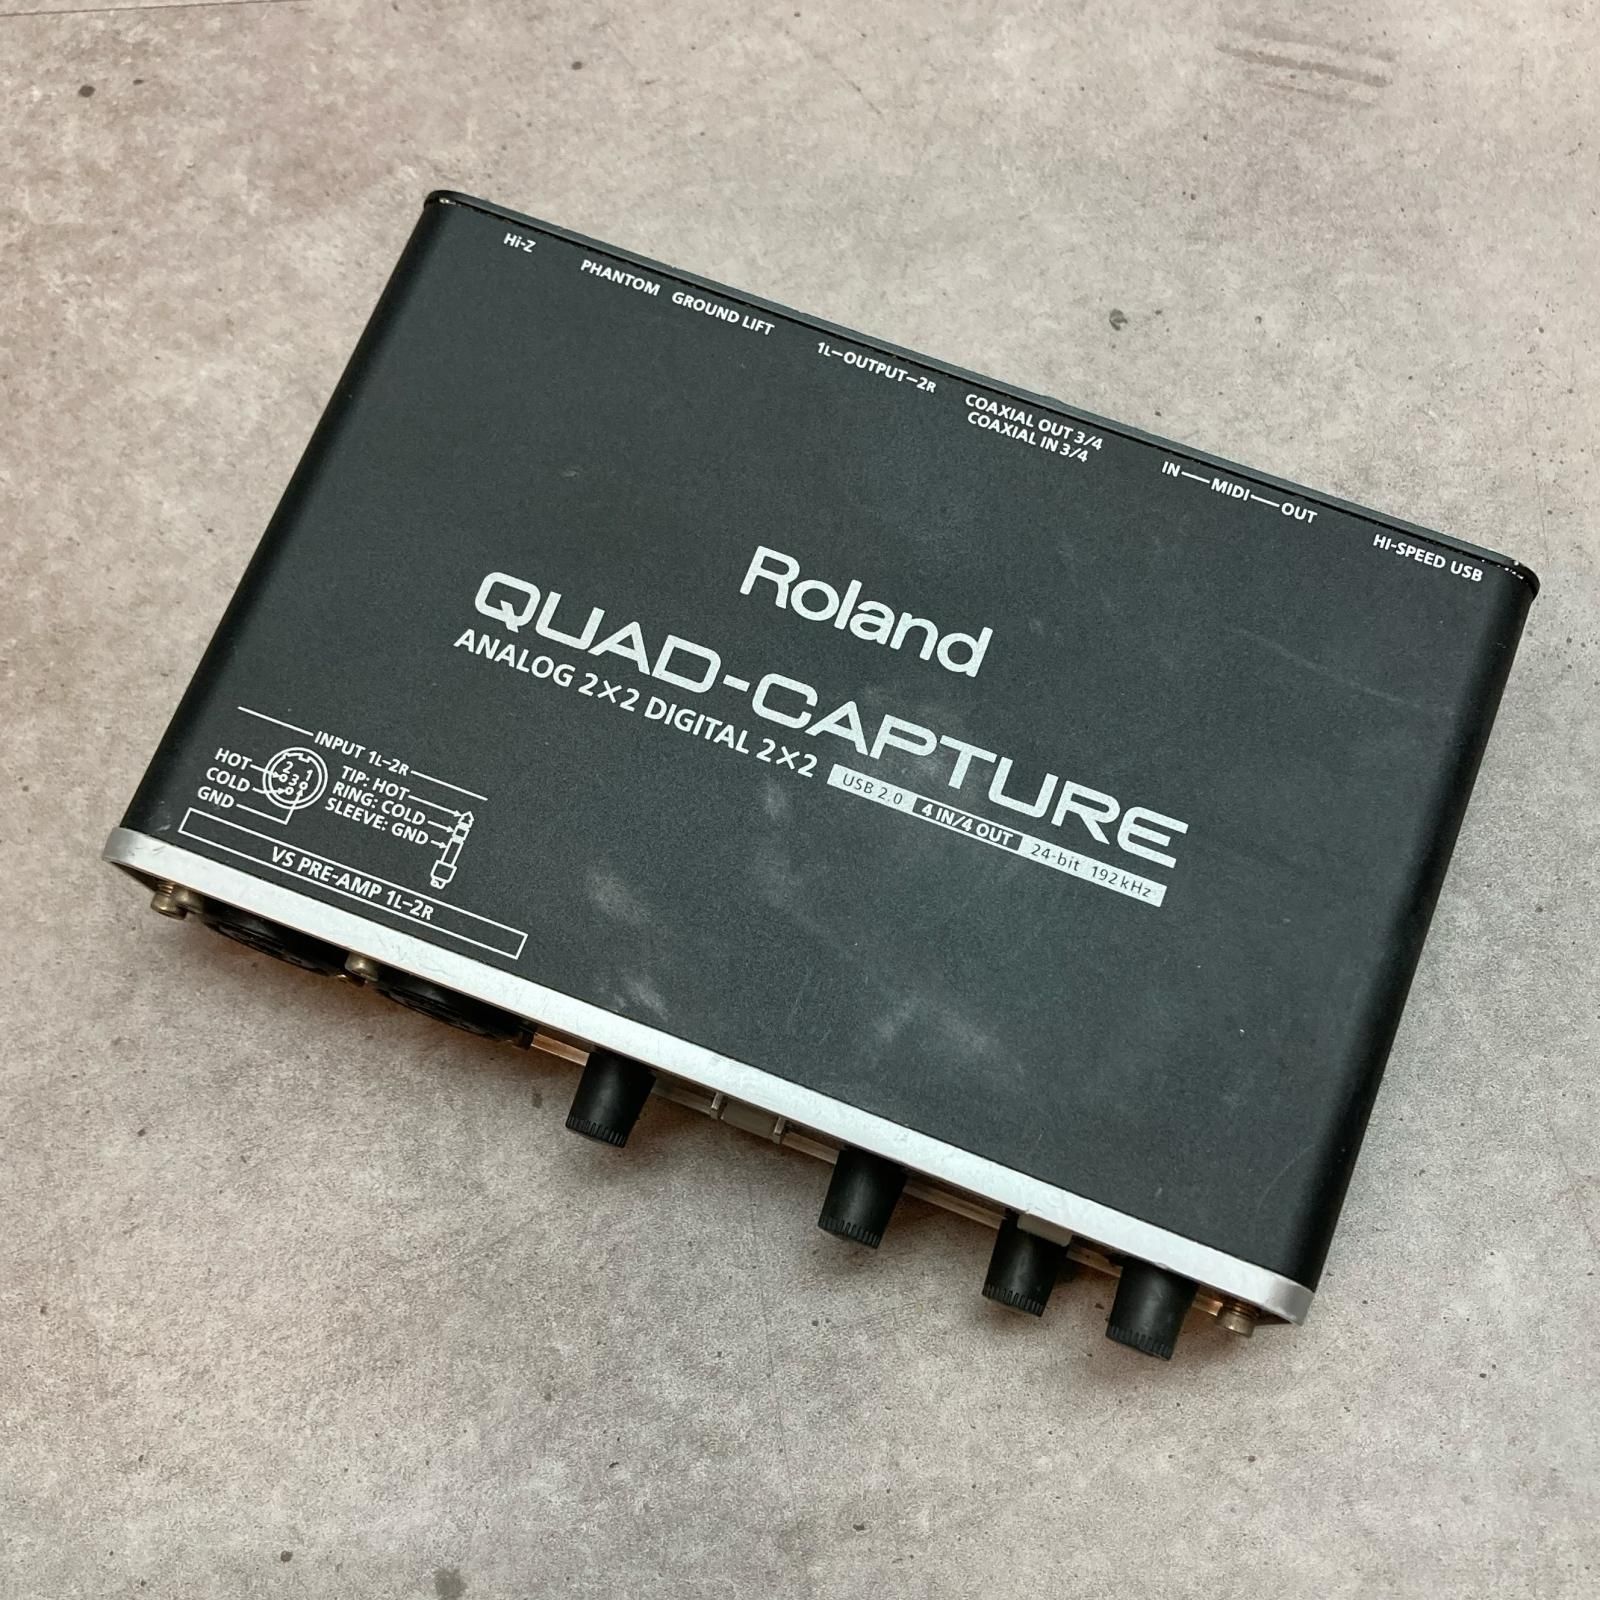 Hi-Z
PHANTOM
GROUND LIFT
1L–OUTPUT–2R
COAXIAL OUT 3/4
COAXIAL IN 3/4
IN — MIDI — OUT
HI-SPEED USB
Roland
QUAD-CAPTURE
ANALOG 2×2 DIGITAL 2×2
USB 2.0 4 IN/4 OUT 24-bit 192kHz
INPUT 1L–2R
HOT
COLD
GND
2 1
3
TIP: HOT
RING: COLD
SLEEVE: GND
VS PRE-AMP 1L–2R